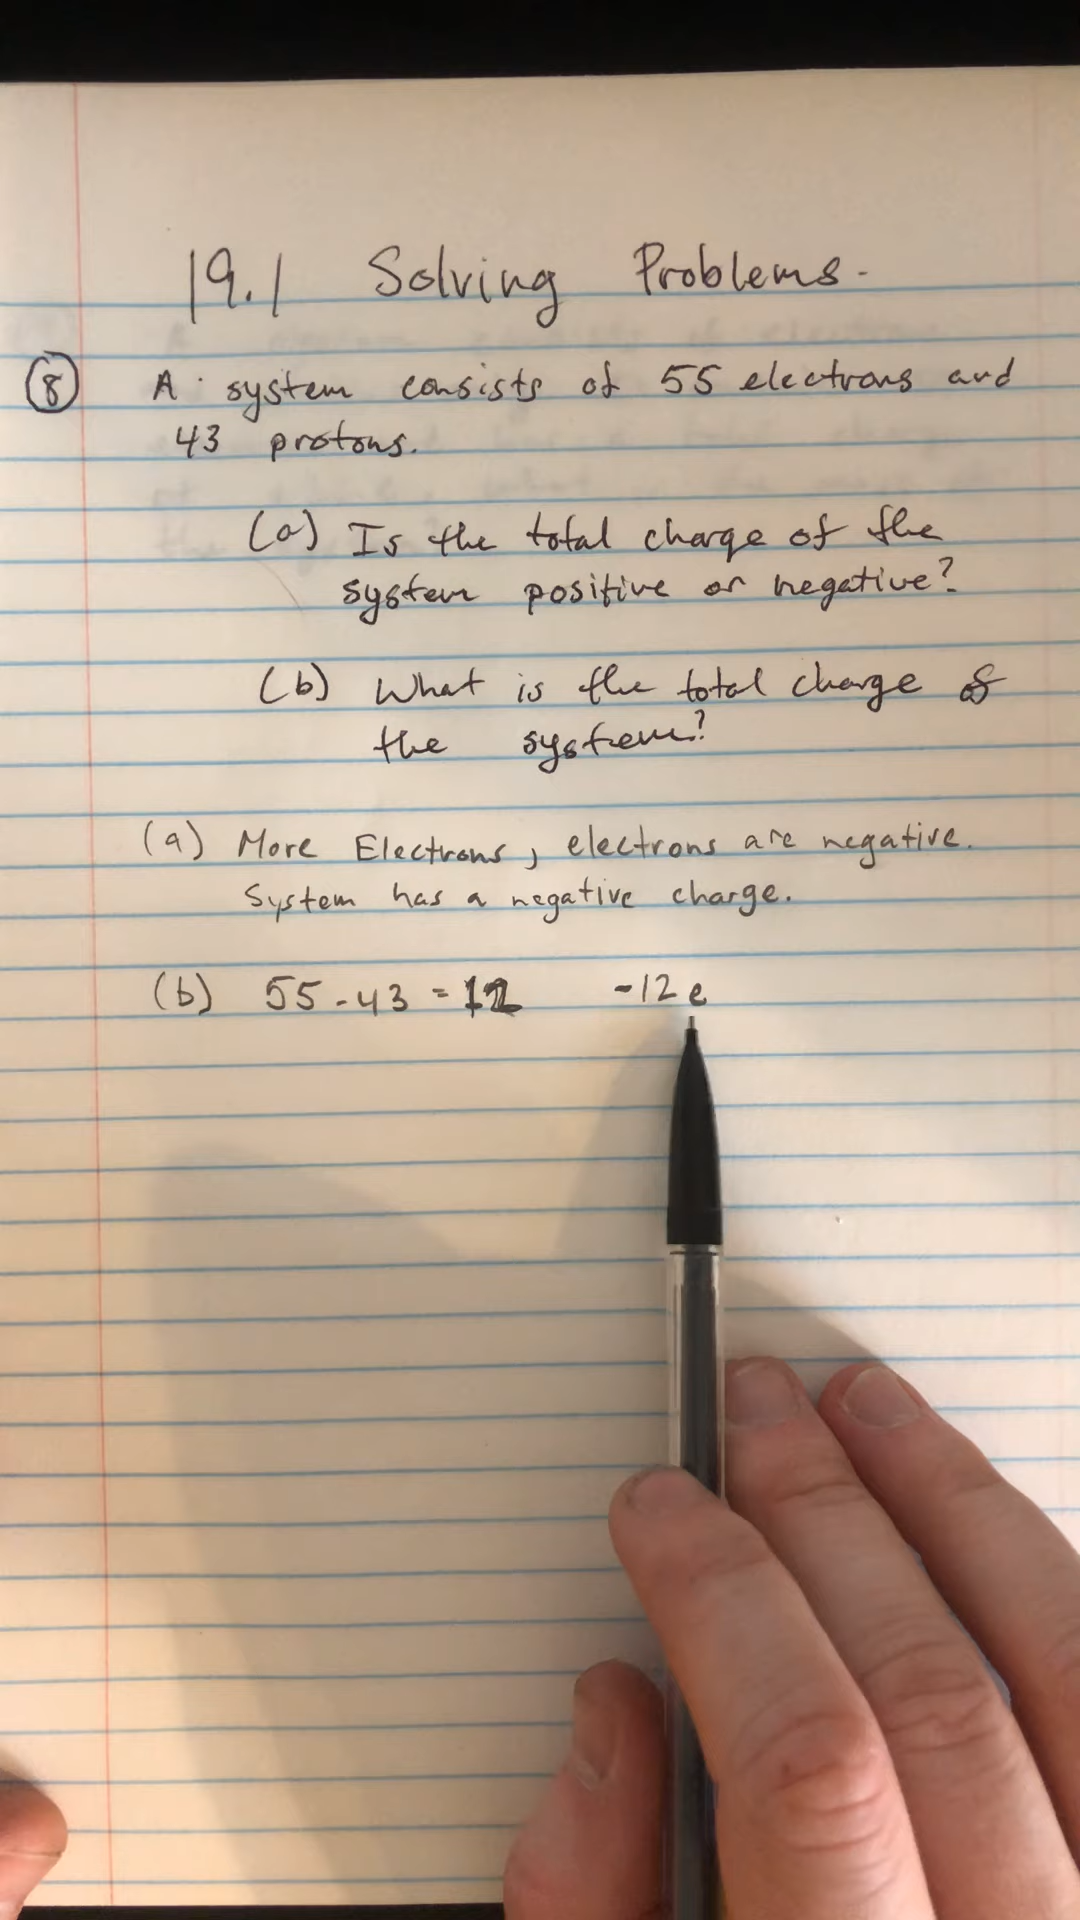 19.1 Solving Problems.
(8) A system consists of 55 electrons and
43 protons.
(a) Is the total charge of the
system positive or negative?
(b) What is the total charge of
the system?
(a) More Electrons, electrons are negative.
System has a negative charge.
(b) 55 - 43 = 12 -12e